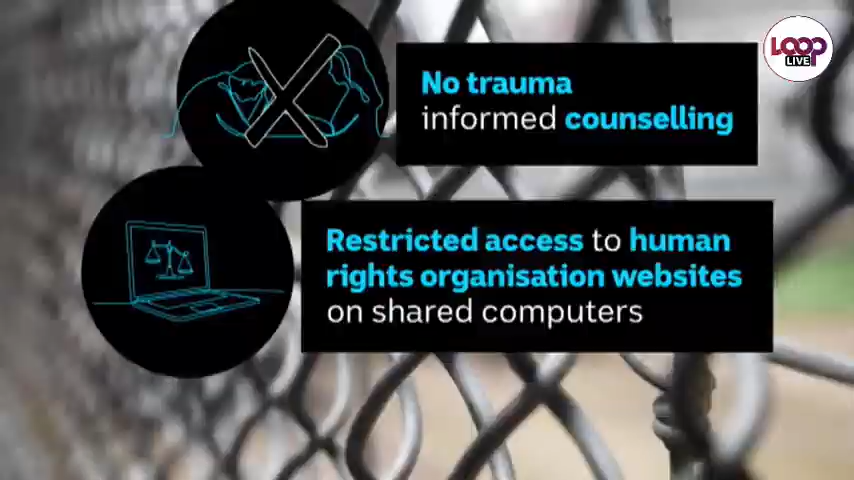 LOOP
LIVE
No trauma
informed counselling
Restricted access to human
rights organisation websites
on shared computers